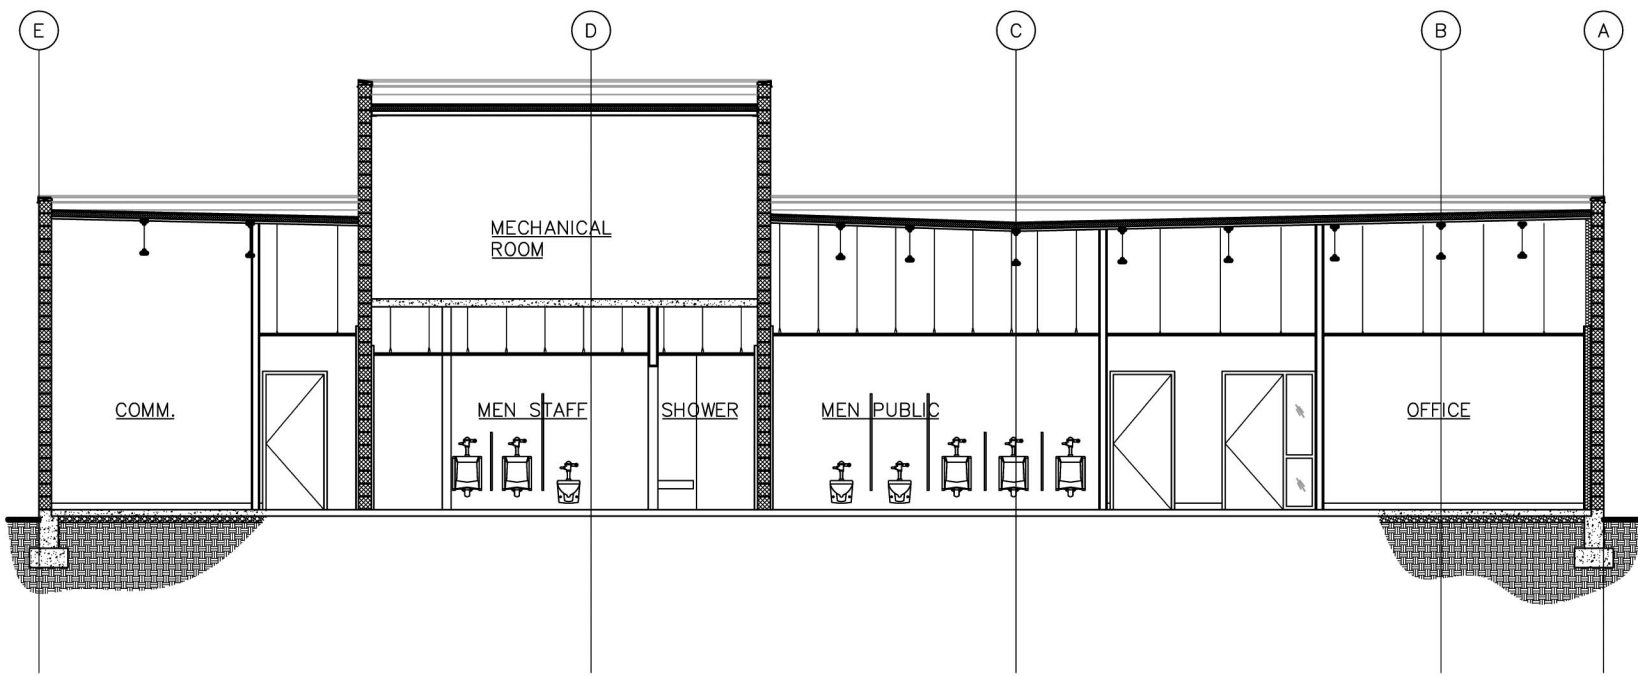 E
D
C
B
A
MECHANICAL
ROOM
COMM.
MEN STAFF
SHOWER
MEN PUBLIC
OFFICE